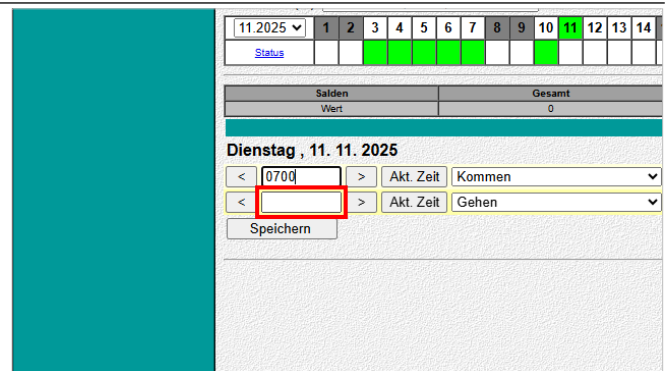 11.2025 1 2 3 4 5 6 7 8 9 10 11 12 13 14
Status
Salden Gesamt
Wert 0
Dienstag , 11. 11. 2025
< 0700 > Akt. Zeit Kommen
< > Akt. Zeit Gehen
Speichern